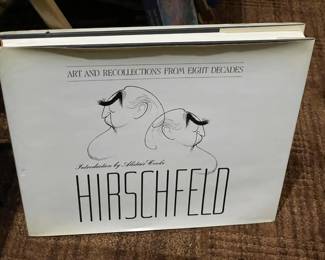 ART AND RECOLLECTIONS FROM EIGHT DECADES
Introduction by Alistair Cooke
HIRSCHFELD